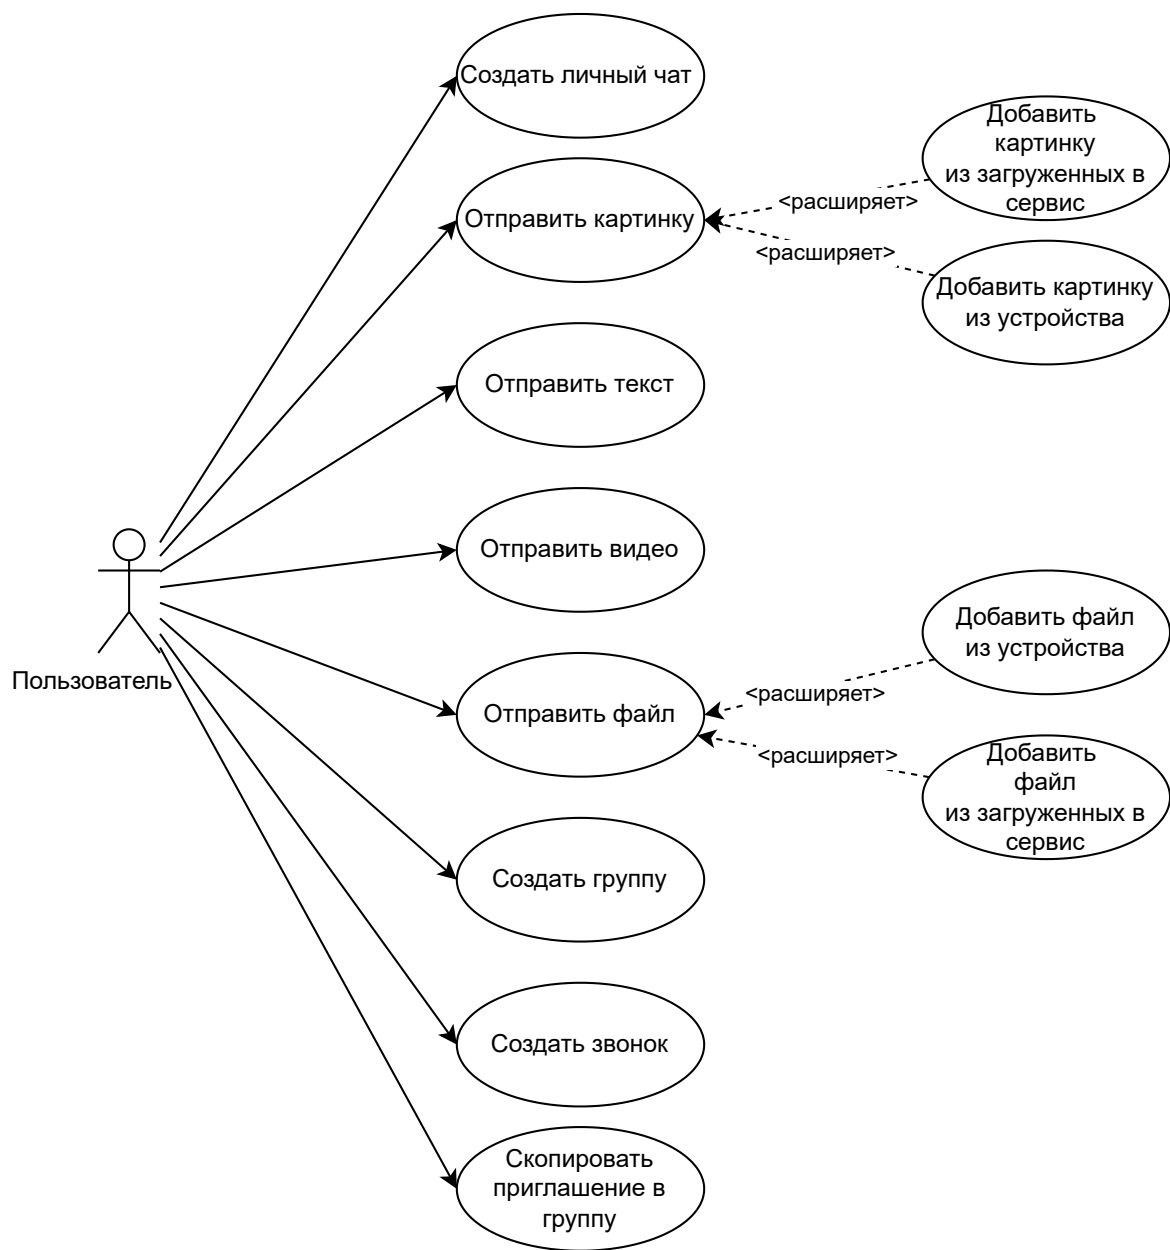 Создать личный чат
Добавить
картинку
из загруженных в
сервис
<расширяет>
Отправить картинку
<расширяет>
Добавить картинку
из устройства
Отправить текст
Отправить видео
Добавить файл
из устройства
Пользователь
<расширяет>
Отправить файл
<расширяет>
Добавить
файл
из загруженных в
сервис
Создать группу
Создать звонок
Скопировать
приглашение в
группу